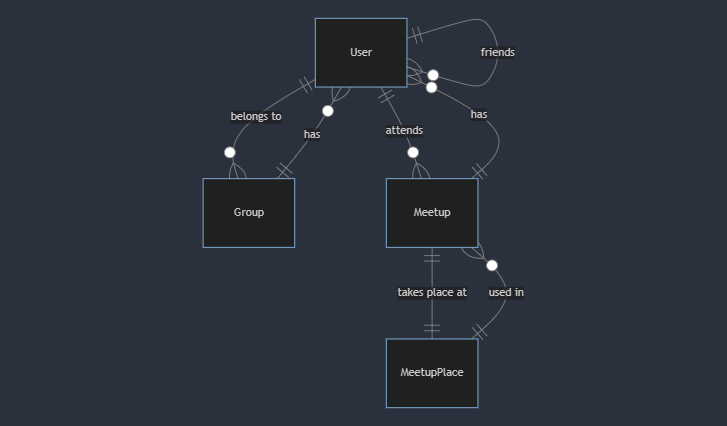 User
friends
belongs to
has
attends
has
Group
Meetup
takes place at
used in
MeetupPlace